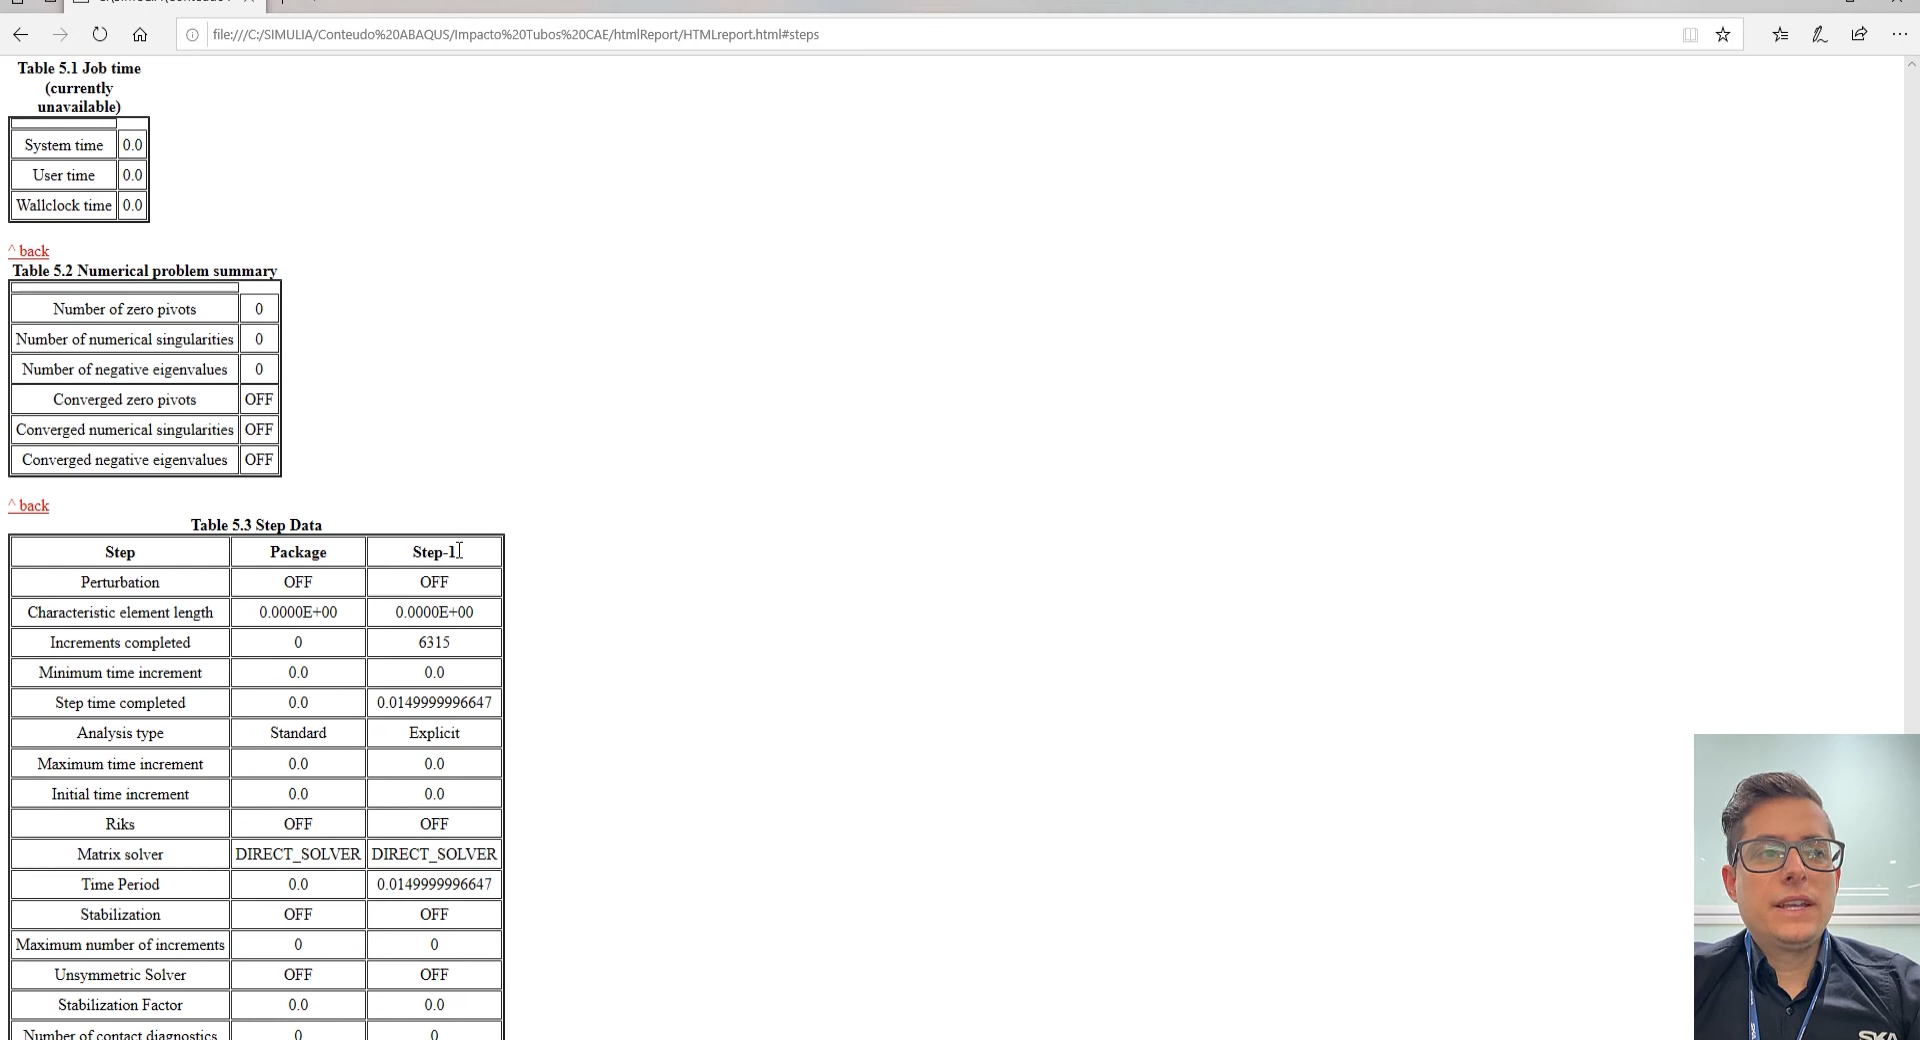 file:///C:/SIMULIA/Conteudo%20ABAQUS/Impacto%20Tubos%20CAE/htmlReport/HTMLreport.html#steps
Table 5.1 Job time
(currently
unavailable)
System time 0.0
User time 0.0
Wallclock time 0.0
^ back
Table 5.2 Numerical problem summary
Number of zero pivots 0
Number of numerical singularities 0
Number of negative eigenvalues 0
Converged zero pivots OFF
Converged numerical singularities OFF
Converged negative eigenvalues OFF
^ back
Table 5.3 Step Data
Step Package Step-1
Perturbation OFF OFF
Characteristic element length 0.0000E+00 0.0000E+00
Increments completed 0 6315
Minimum time increment 0.0 0.0
Step time completed 0.0 0.0149999996647
Analysis type Standard Explicit
Maximum time increment 0.0 0.0
Initial time increment 0.0 0.0
Riks OFF OFF
Matrix solver DIRECT_SOLVER DIRECT_SOLVER
Time Period 0.0 0.0149999996647
Stabilization OFF OFF
Maximum number of increments 0 0
Unsymmetric Solver OFF OFF
Stabilization Factor 0.0 0.0
Number of contact diagnostics 0 0
SKA